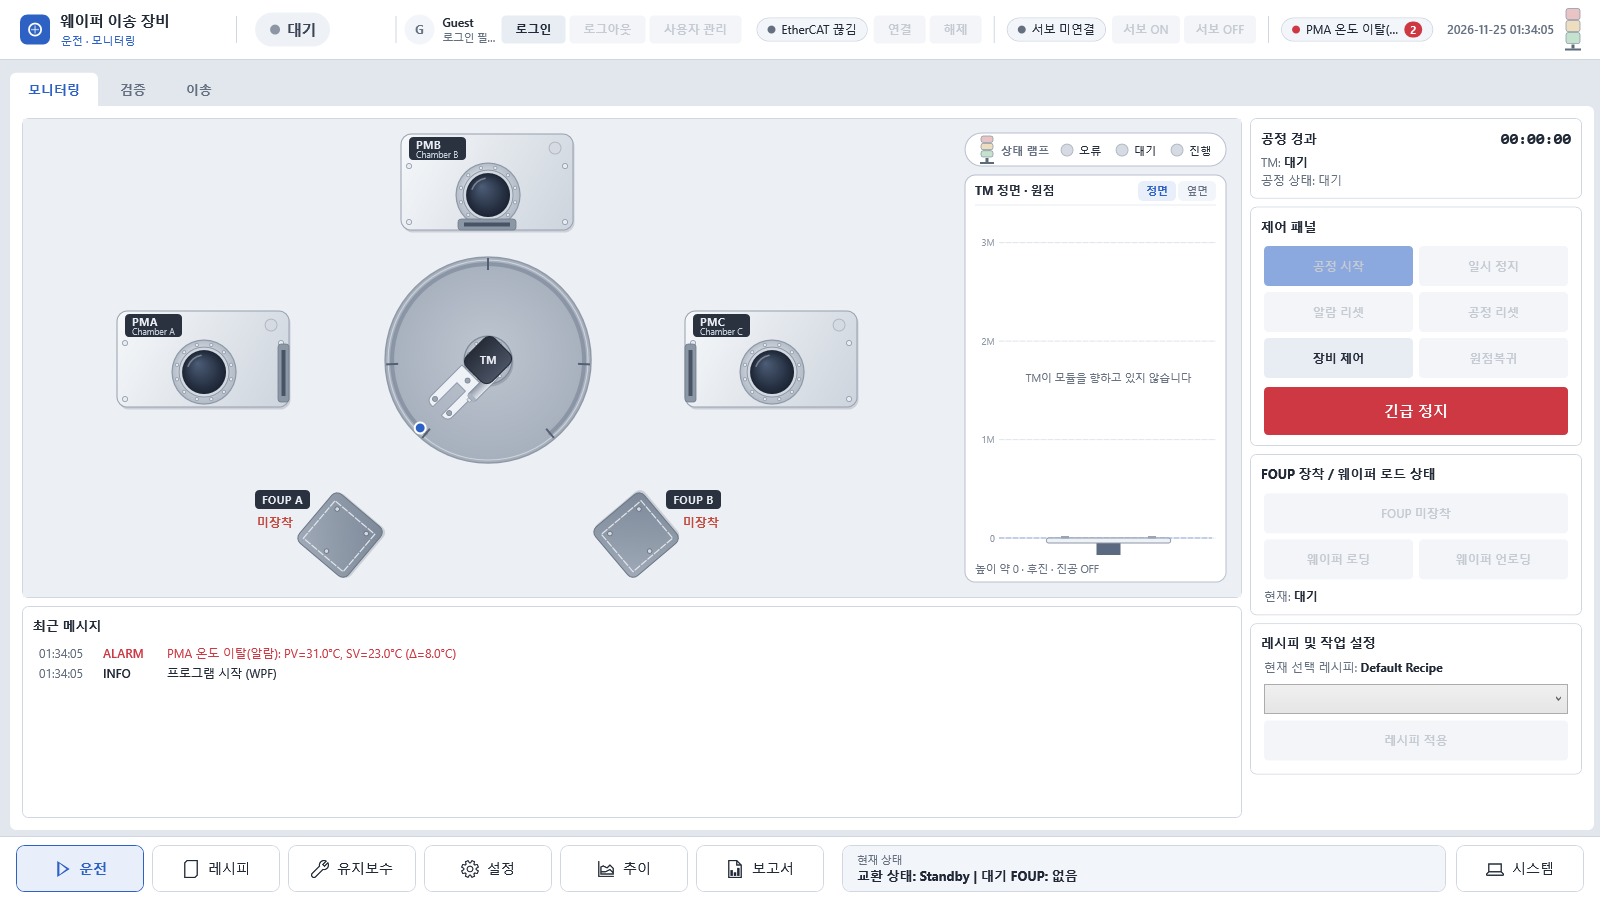 웨이퍼 이송 장비
운전 · 모니터링
대기
G
Guest
로그인 필...
로그인
로그아웃
사용자 관리
EtherCAT 끊김
연결
해제
서보 미연결
서보 ON
서보 OFF
PMA 온도 이탈(... 2
2026-11-25 01:34:05
모니터링
검증
이송
PMB
Chamber B
PMA
Chamber A
PMC
Chamber C
TM
FOUP A
미장착
FOUP B
미장착
상태 램프
오류
대기
진행
TM 정면 · 원점
정면
옆면
3M
2M
TM이 모듈을 향하고 있지 않습니다
1M
0
높이 약 0 · 후진 · 진공 OFF
공정 경과
00:00:00
TM: 대기
공정 상태: 대기
제어 패널
공정 시작
일시 정지
알람 리셋
공정 리셋
장비 제어
원점복귀
긴급 정지
FOUP 장착 / 웨이퍼 로드 상태
FOUP 미장착
웨이퍼 로딩
웨이퍼 언로딩
현재: 대기
레시피 및 작업 설정
현재 선택 레시피: Default Recipe
레시피 적용
최근 메시지
01:34:05 ALARM PMA 온도 이탈(알람): PV=31.0°C, SV=23.0°C (Δ=8.0°C)
01:34:05 INFO 프로그램 시작 (WPF)
운전
레시피
유지보수
설정
추이
보고서
현재 상태
교환 상태: Standby | 대기 FOUP: 없음
시스템